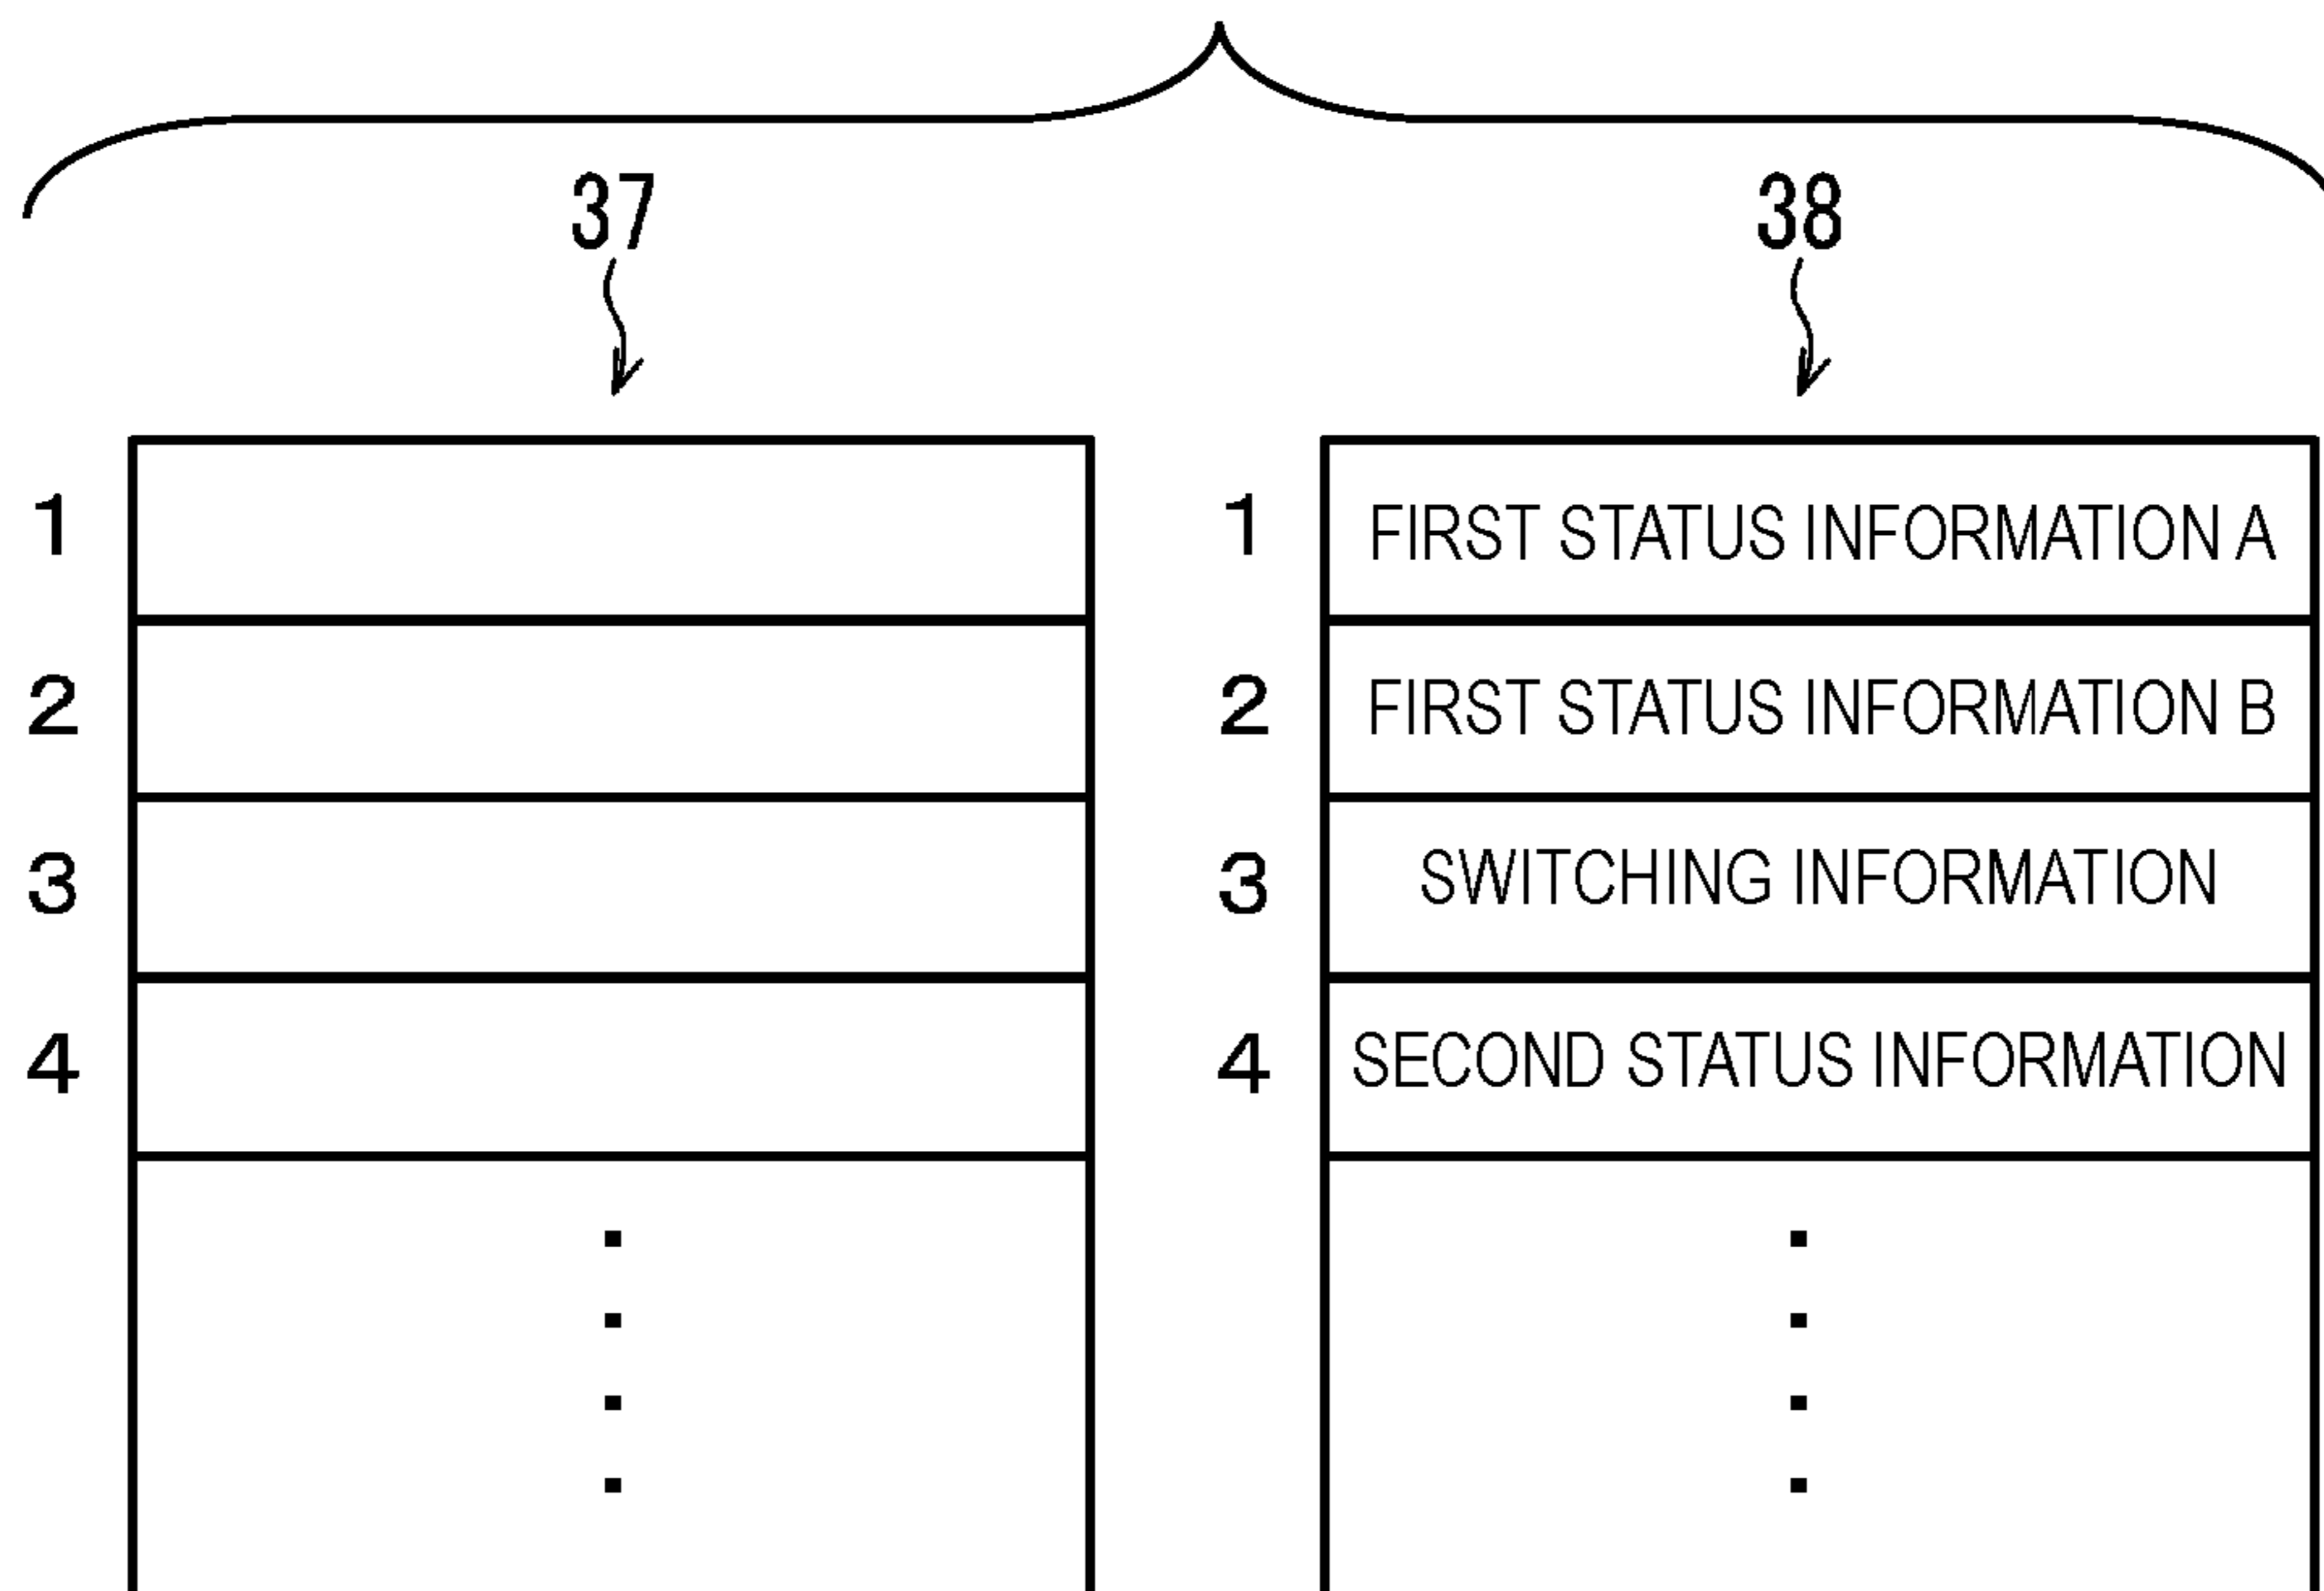 37 38
1 1 FIRST STATUS INFORMATION A
2 2 FIRST STATUS INFORMATION B
3 3 SWITCHING INFORMATION
4 4 SECOND STATUS INFORMATION